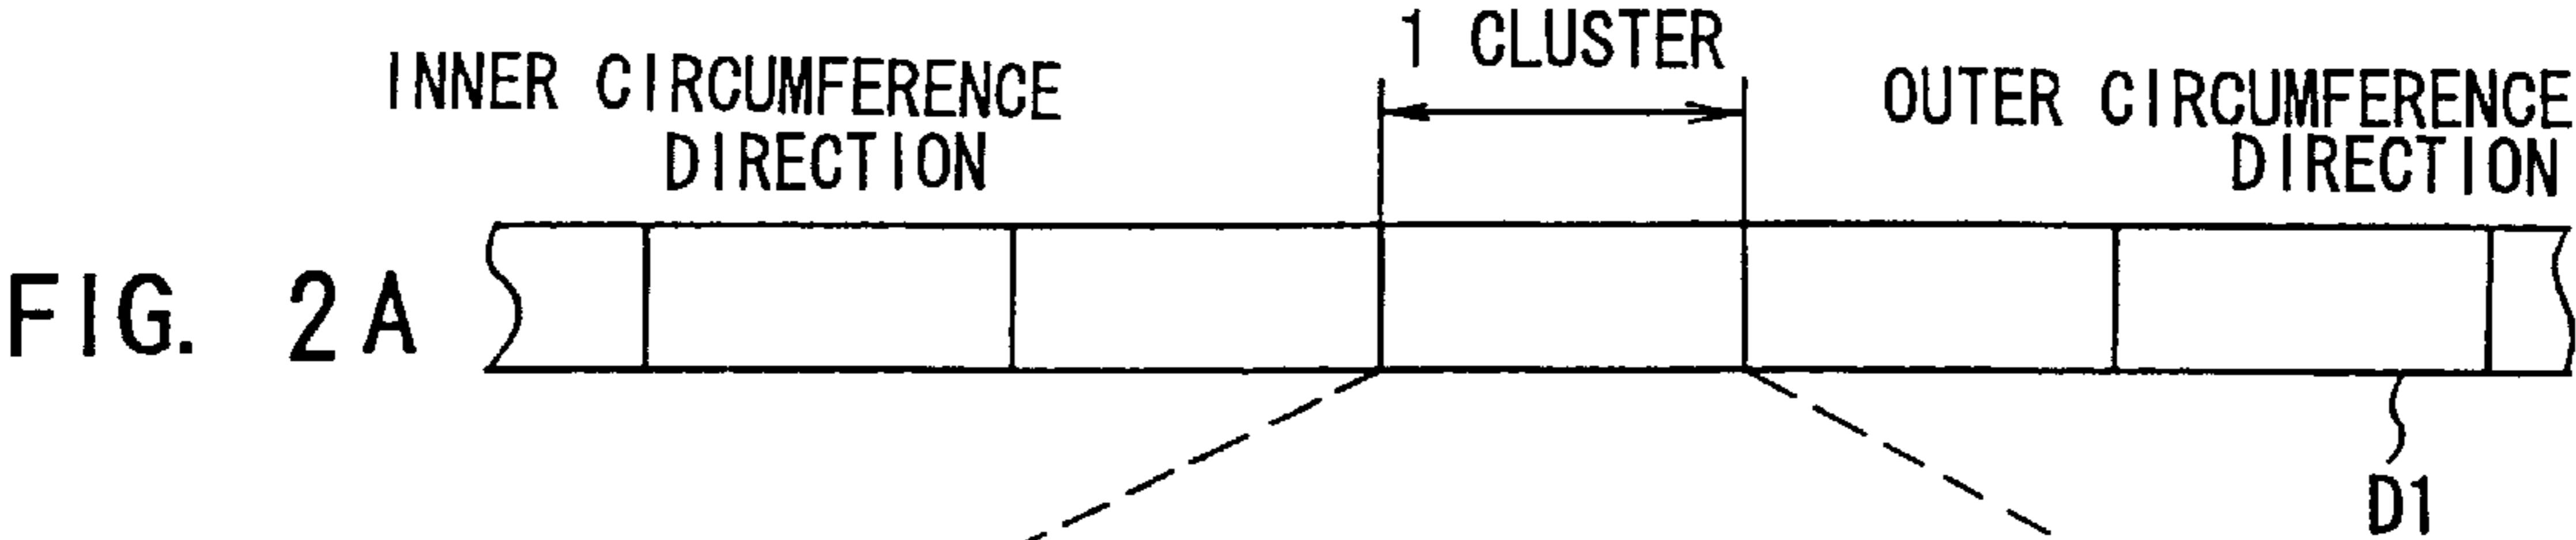 1 CLUSTER
INNER CIRCUMFERENCE
DIRECTION
OUTER CIRCUMFERENCE
DIRECTION
FIG. 2A
D1